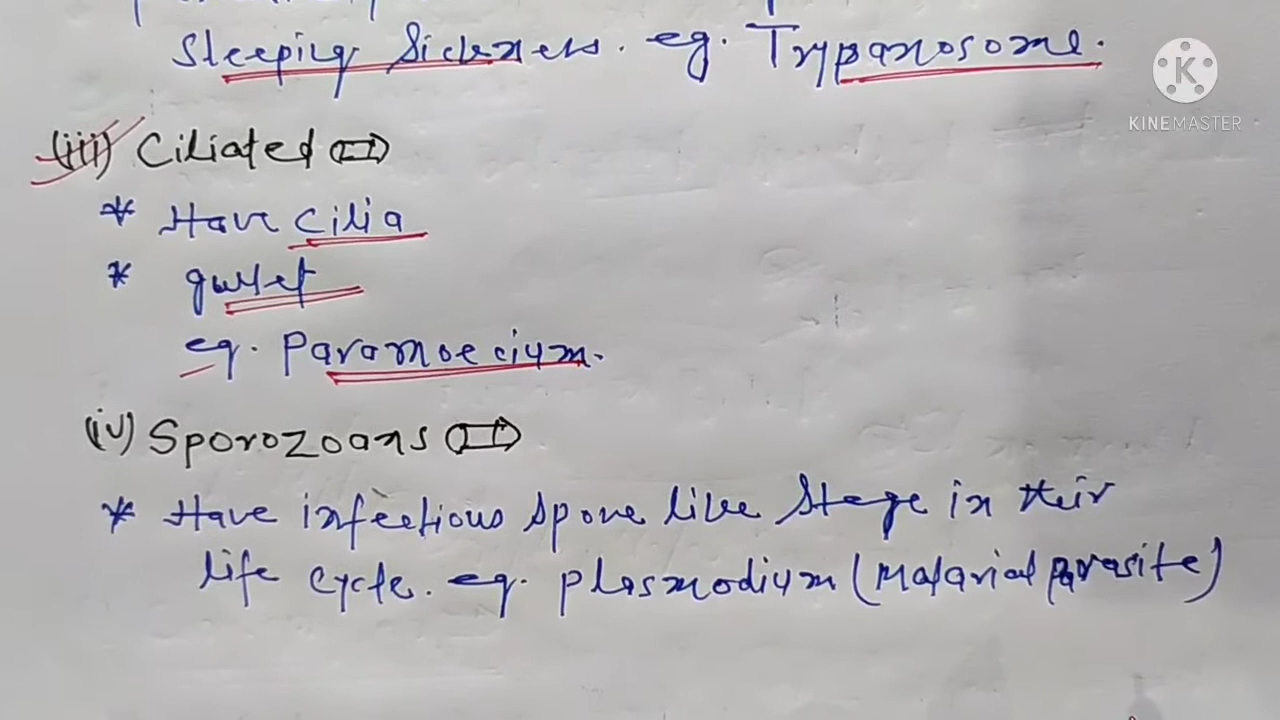 Sleeping Sickness. eg. Trypanosome.
KINEMASTER
(iii) Ciliated
* Have cilia
* gullet
eg. Paramoecium.
(iv) Sporozoans
* Have infectious spore like stage in their
life cycle. eg. plasmodium (Malarial parasite)